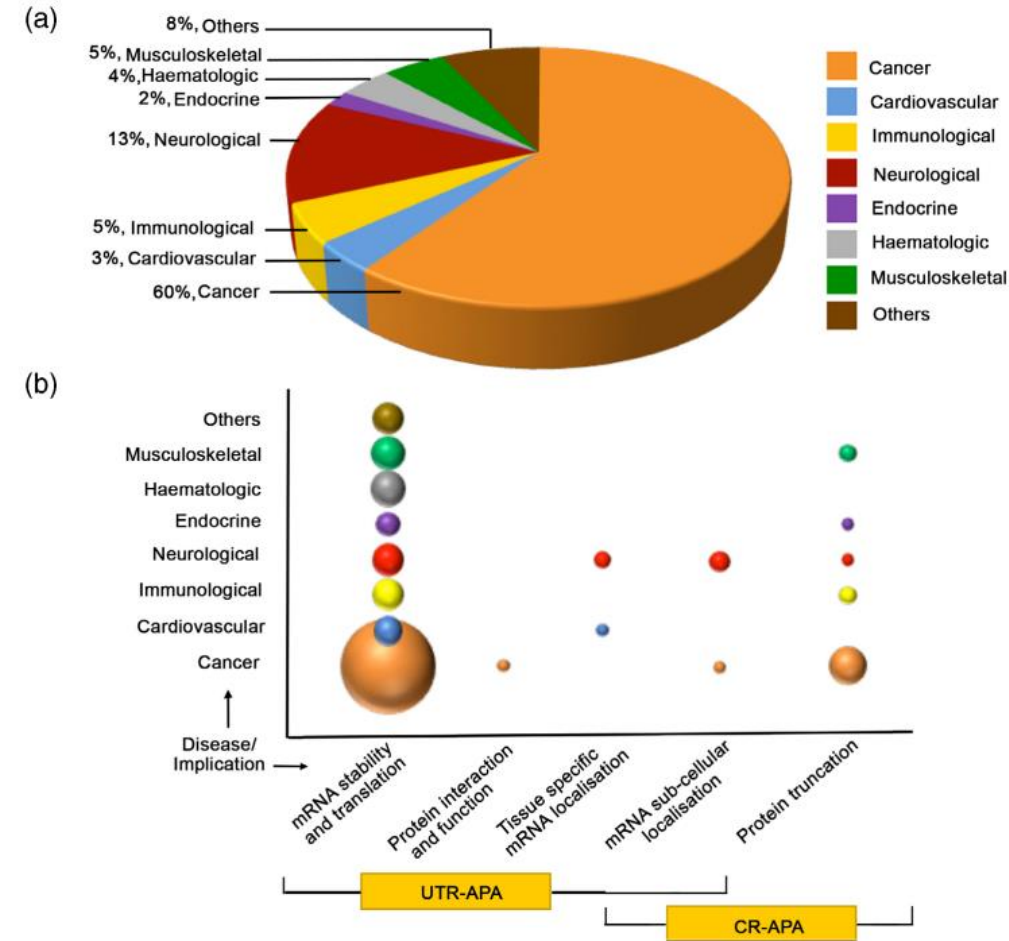 (a)
8%, Others
5%, Musculoskeletal
4%,Haematologic
2%, Endocrine
13%, Neurological
5%, Immunological
3%, Cardiovascular
60%,Cancer
Cancer
Cardiovascular
Immunological
Neurological
Endocrine
Haematologic
Musculoskeletal
Others
(b)
Others
Musculoskeletal
Haematologic
Endocrine
Neurological
Immunological
Cardiovascular
Cancer
Disease/
Implication
mRNA stability
and translation
Protein interaction
and function
Tissue specific
mRNA localisation
mRNA sub-cellular
localisation
Protein truncation
UTR-APA
CR-APA